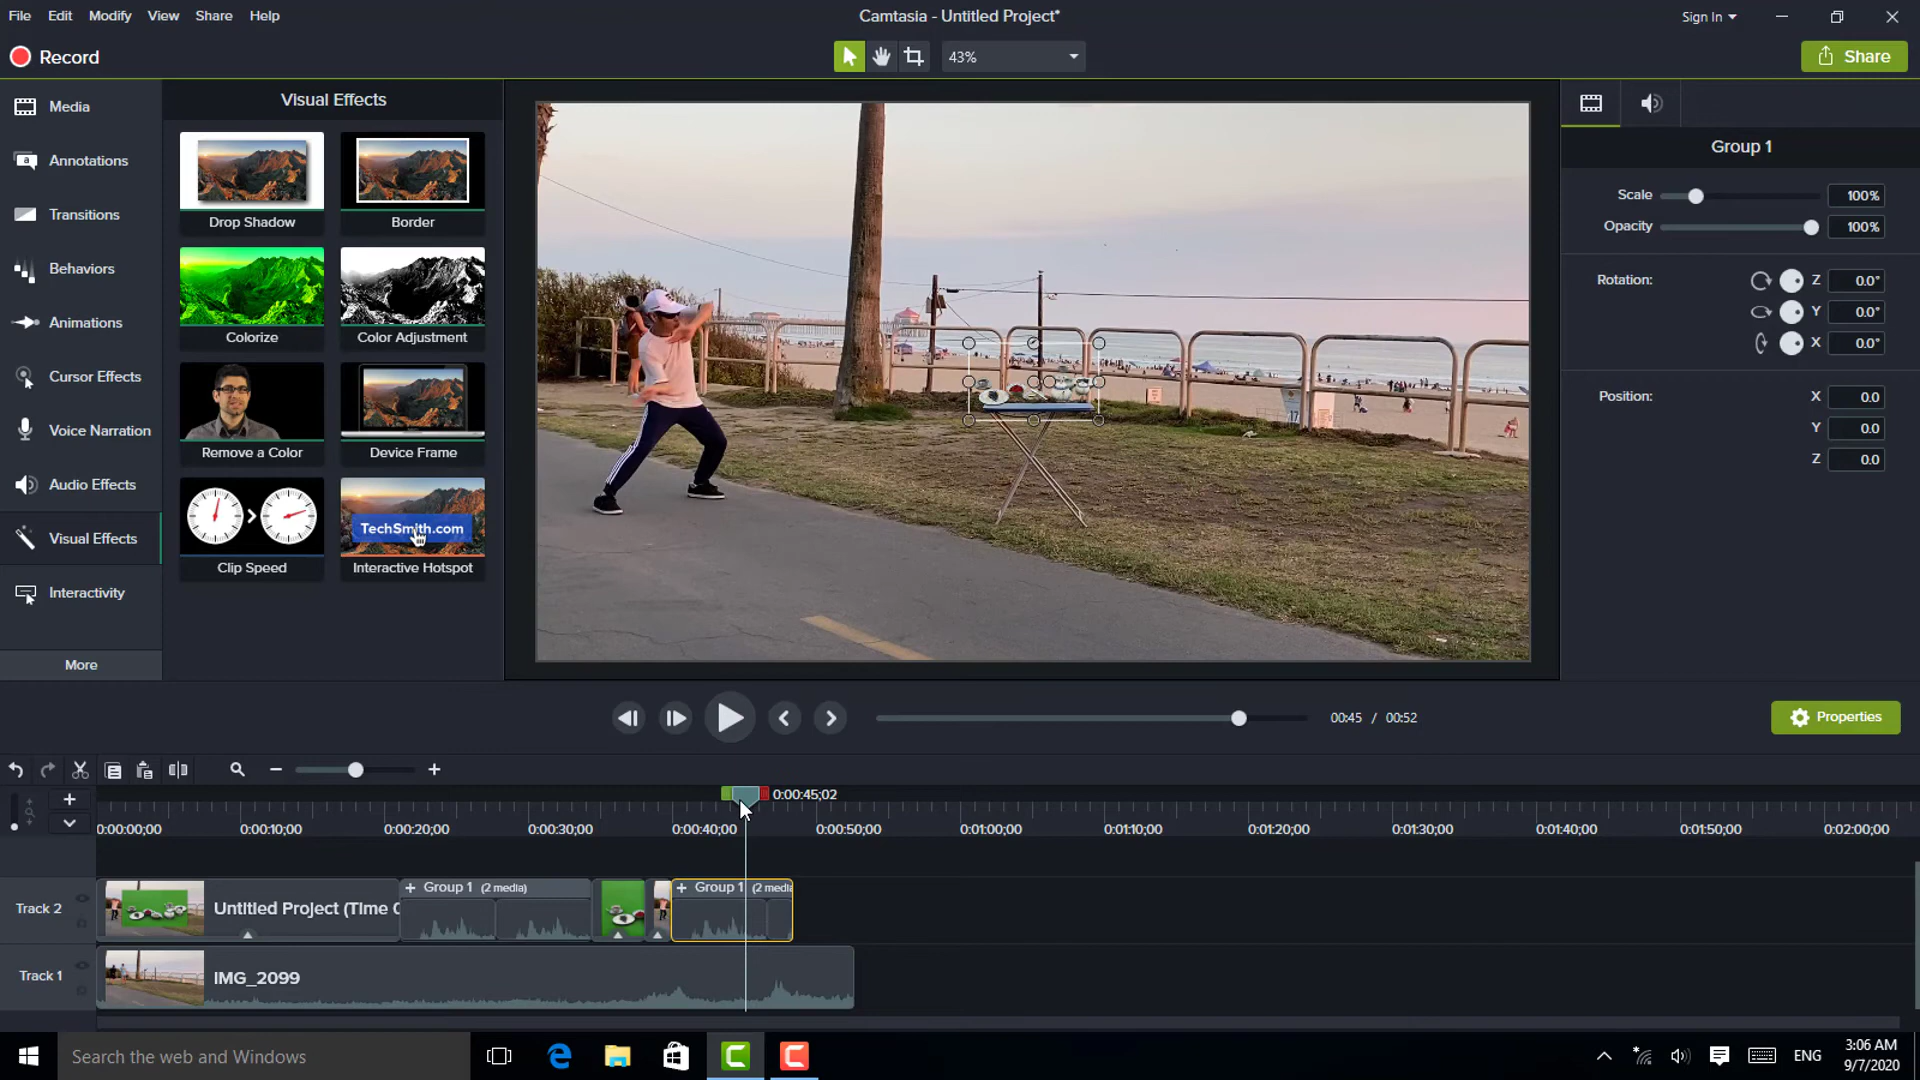 File Edit Modify View Share Help
Camtasia - Untitled Project*
Sign In
Record
43%
Share
Media
Annotations
Transitions
Behaviors
Animations
Cursor Effects
Voice Narration
Audio Effects
Visual Effects
Interactivity
More
Visual Effects
Drop Shadow Border
Colorize Color Adjustment
Remove a Color Device Frame
TechSmith.com
Clip Speed Interactive Hotspot
17
Group 1
Scale 100%
Opacity 100%
Rotation: Z 0.0°
Y 0.0°
X 0.0°
Position: X 0.0
Y 0.0
Z 0.0
00:45 / 00:52
Properties
0:00:45;02
0:00:00;00 0:00:10;00 0:00:20;00 0:00:30;00 0:00:40;00 0:00:50;00 0:01:00;00 0:01:10;00 0:01:20;00 0:01:30;00 0:01:40;00 0:01:50;00 0:02:00;00
Track 2
Untitled Project (Time
+ Group 1 (2 media)
+ Group 1 (2 medi
Track 1
IMG_2099
Search the web and Windows
ENG
3:06 AM
9/7/2020